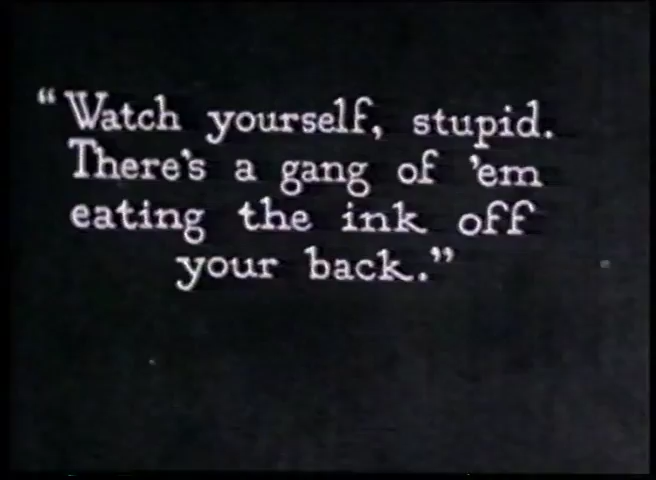 “Watch yourself, stupid.
There's a gang of 'em
eating the ink off
your back.”